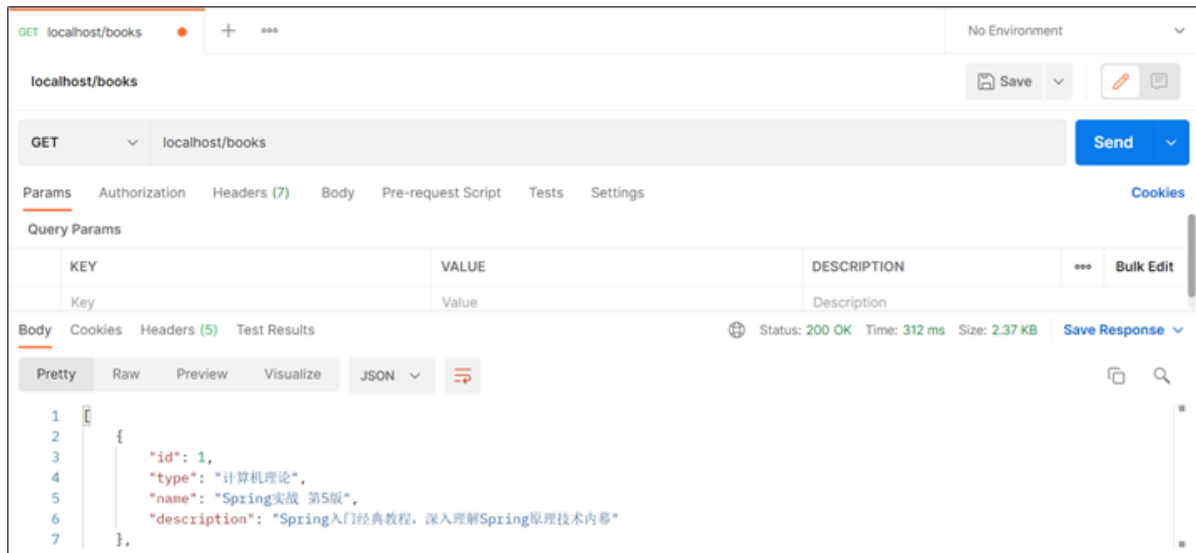 GET localhost/books
No Environment
localhost/books
Save
GET localhost/books Send
Params Authorization Headers (7) Body Pre-request Script Tests Settings Cookies
Query Params
KEY VALUE DESCRIPTION Bulk Edit
Key Value Description
Body Cookies Headers (5) Test Results Status: 200 OK Time: 312 ms Size: 2.37 KB Save Response
Pretty Raw Preview Visualize JSON
1 [
2 {
3 "id": 1,
4 "type": "计算机理论",
5 "name": "Spring实战 第5版",
6 "description": "Spring入门经典教程，深入理解Spring原理技术内幕"
7 },